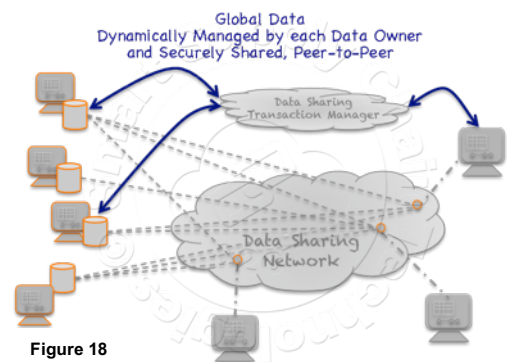 Global Data
Dynamically Managed by each Data Owner
and Securely Shared, Peer-to-Peer
Data Sharing
Transaction Manager
Data Sharing
Network
Figure 18